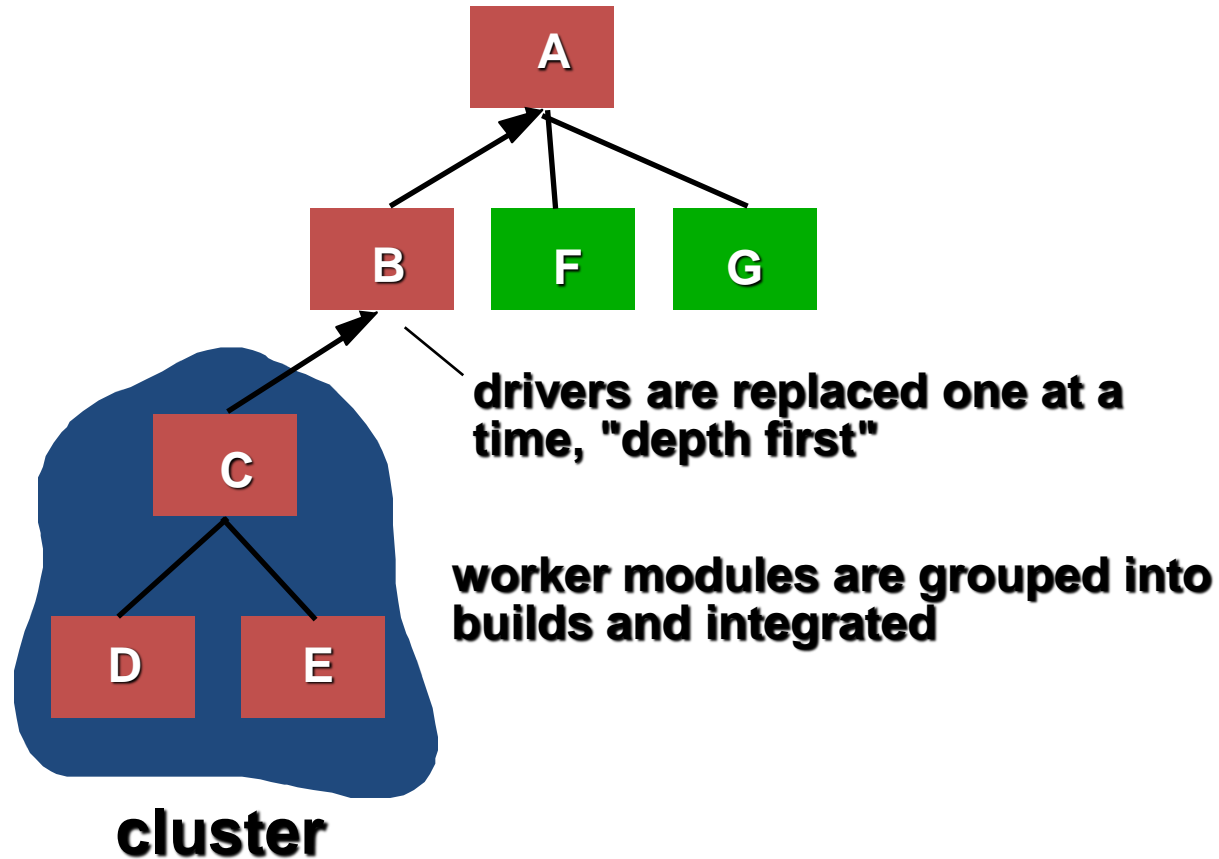 A
B
F
G
drivers are replaced one at a
time, "depth first"
C
worker modules are grouped into
builds and integrated
D
E
cluster